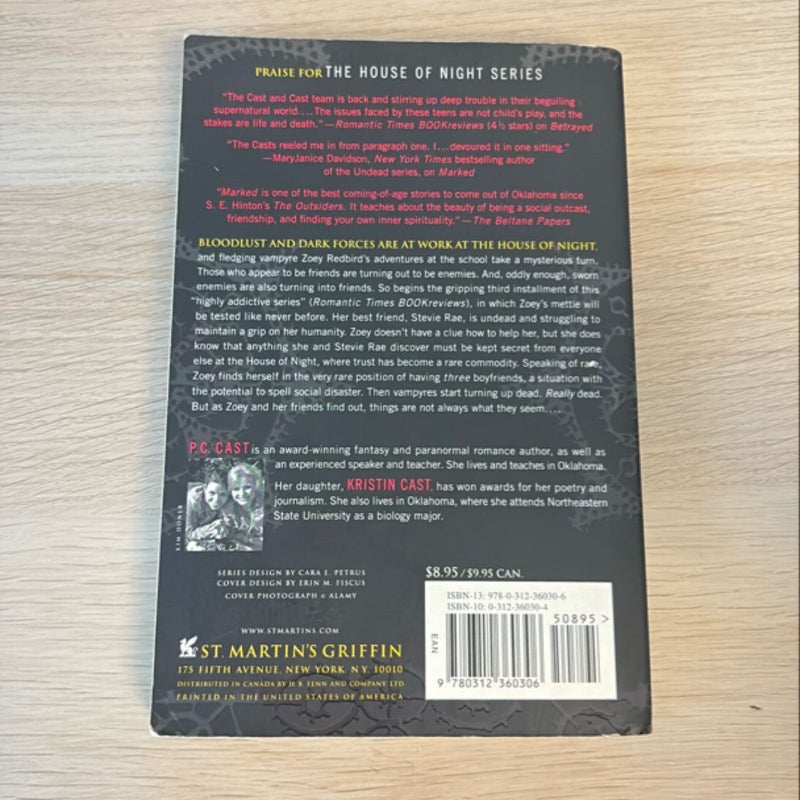 PRAISE FOR THE HOUSE OF NIGHT SERIES
"The Cast and Cast team is back and stirring up deep trouble in their beguiling
supernatural world....The issues faced by these teens are not child's play, and the
stakes are life and death."—Romantic Times BOOKreviews (4½ stars) on Betrayed
"The Casts reeled me in from paragraph one. I...devoured it in one sitting."
—MaryJanice Davidson, New York Times bestselling author
of the Undead series, on Marked
"Marked is one of the best coming-of-age stories to come out of Oklahoma since
S. E. Hinton's The Outsiders. It teaches about the beauty of being a social outcast,
friendship, and finding your own inner spirituality."—The Beltane Papers
BLOODLUST AND DARK FORCES ARE AT WORK AT THE HOUSE OF NIGHT,
and fledging vampyre Zoey Redbird's adventures at the school take a mysterious turn.
Those who appear to be friends are turning out to be enemies. And, oddly enough, sworn
enemies are also turning into friends. So begins the gripping third installment of this
"highly addictive series" (Romantic Times BOOKreviews), in which Zoey's mettle will
be tested like never before. Her best friend, Stevie Rae, is undead and struggling to
maintain a grip on her humanity. Zoey doesn't have a clue how to help her, but she does
know that anything she and Stevie Rae discover must be kept secret from everyone
else at the House of Night, where trust has become a rare commodity. Speaking of rare,
Zoey finds herself in the very rare position of having three boyfriends, a situation with
the potential to spell social disaster. Then vampyres start turning up dead. Really dead.
But as Zoey and her friends find out, things are not always what they seem....
P.C. CAST is an award-winning fantasy and paranormal romance author, as well as
an experienced speaker and teacher. She lives and teaches in Oklahoma.
Her daughter, KRISTIN CAST, has won awards for her poetry and
journalism. She also lives in Oklahoma, where she attends Northeastern
State University as a biology major.
KIM DONER
SERIES DESIGN BY CARA E. PETRUS
COVER DESIGN BY ERIN M. FISCUS
COVER PHOTOGRAPH © ALAMY
WWW.STMARTINS.COM
ST. MARTIN'S GRIFFIN
175 FIFTH AVENUE, NEW YORK, N.Y. 10010
DISTRIBUTED IN CANADA BY H. B. FENN AND COMPANY, LTD.
PRINTED IN THE UNITED STATES OF AMERICA
$8.95/$9.95 CAN.
ISBN-13: 978-0-312-36030-6
ISBN-10: 0-312-36030-4
50895 >
EAN
9 780312 360306